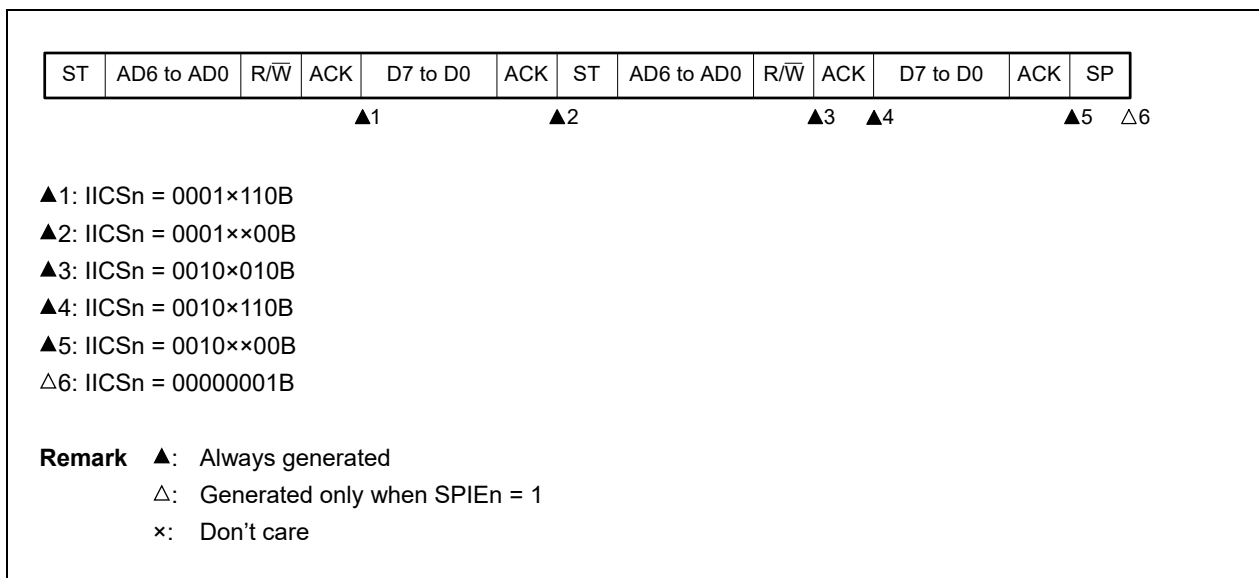 ST AD6 to AD0 R/W̅ ACK D7 to D0 ACK ST AD6 to AD0 R/W̅ ACK D7 to D0 ACK SP
▲1 ▲2 ▲3 ▲4 ▲5 △6
▲1: IICSn = 0001×110B
▲2: IICSn = 0001××00B
▲3: IICSn = 0010×010B
▲4: IICSn = 0010×110B
▲5: IICSn = 0010××00B
△6: IICSn = 00000001B
Remark ▲: Always generated
△: Generated only when SPIEn = 1
×: Don’t care